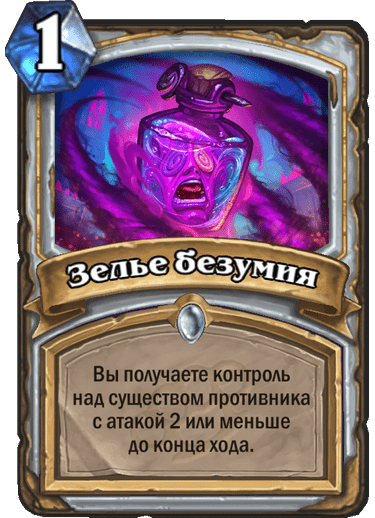 1
Зелье безумия
Вы получаете контроль
над существом противника
с атакой 2 или меньше
до конца хода.